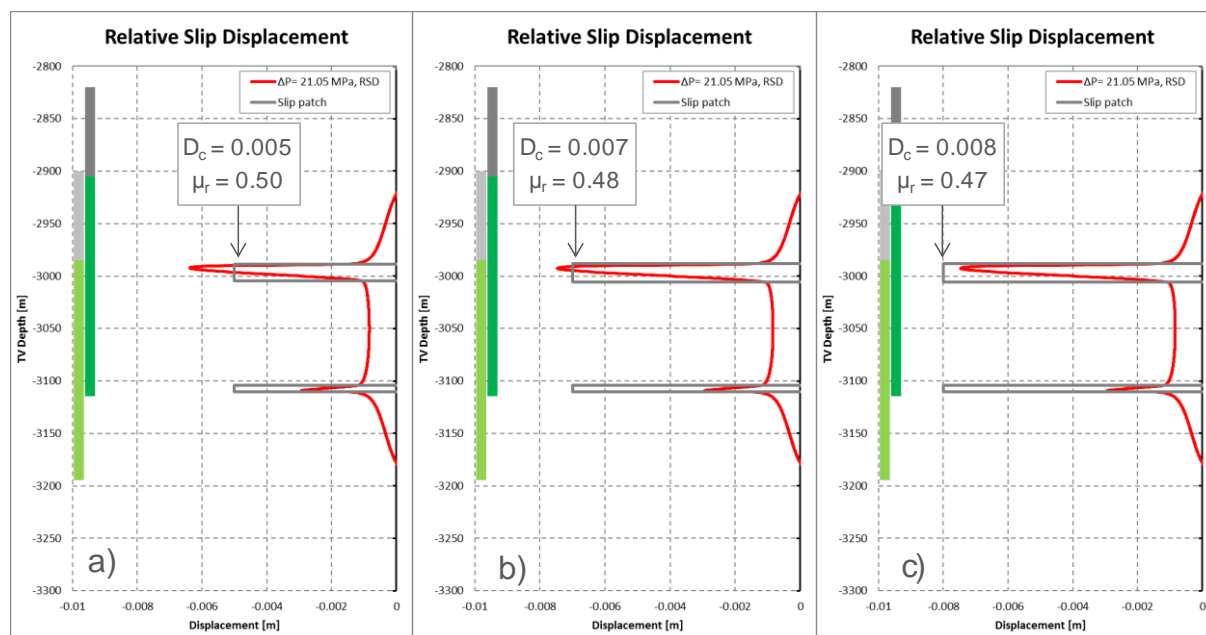 Relative Slip Displacement
ΔP= 21.05 MPa, RSD
Slip patch
Dc = 0.005
μr = 0.50
TV Depth [m]
-2800
-2850
-2900
-2950
-3000
-3050
-3100
-3150
-3200
-3250
-3300
a)
-0.01 -0.008 -0.006 -0.004 -0.002 0
Displacement [m]
Relative Slip Displacement
ΔP= 21.05 MPa, RSD
Slip patch
Dc = 0.007
μr = 0.48
TV Depth [m]
-2800
-2850
-2900
-2950
-3000
-3050
-3100
-3150
-3200
-3250
-3300
b)
-0.01 -0.008 -0.006 -0.004 -0.002 0
Displacement [m]
Relative Slip Displacement
ΔP= 21.05 MPa, RSD
Slip patch
Dc = 0.008
μr = 0.47
TV Depth [m]
-2800
-2850
-2900
-2950
-3000
-3050
-3100
-3150
-3200
-3250
-3300
c)
-0.01 -0.008 -0.006 -0.004 -0.002 0
Displacement [m]